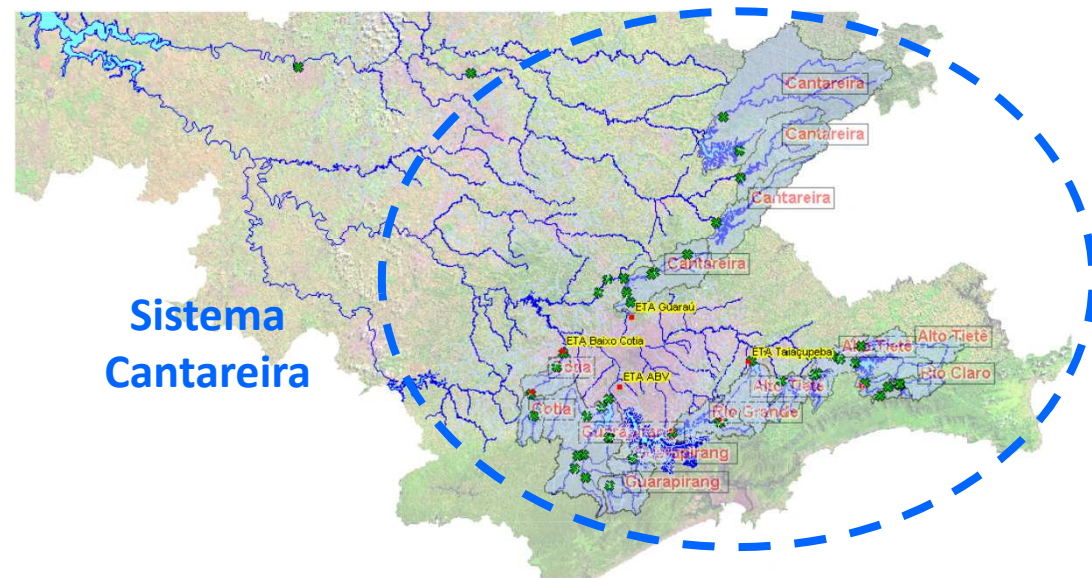 Cantareira
Cantareira
Cantareira
Cantareira
ETA Guaraú
Sistema
Cantareira
ETA Baixo Cotia
ETA Taiaçupeba
Alto Tietê
Alto Tietê
Rio Claro
ETA ABV
Alto Tietê
Cotia
Rio Grande
Guarapirang
Guarapirang